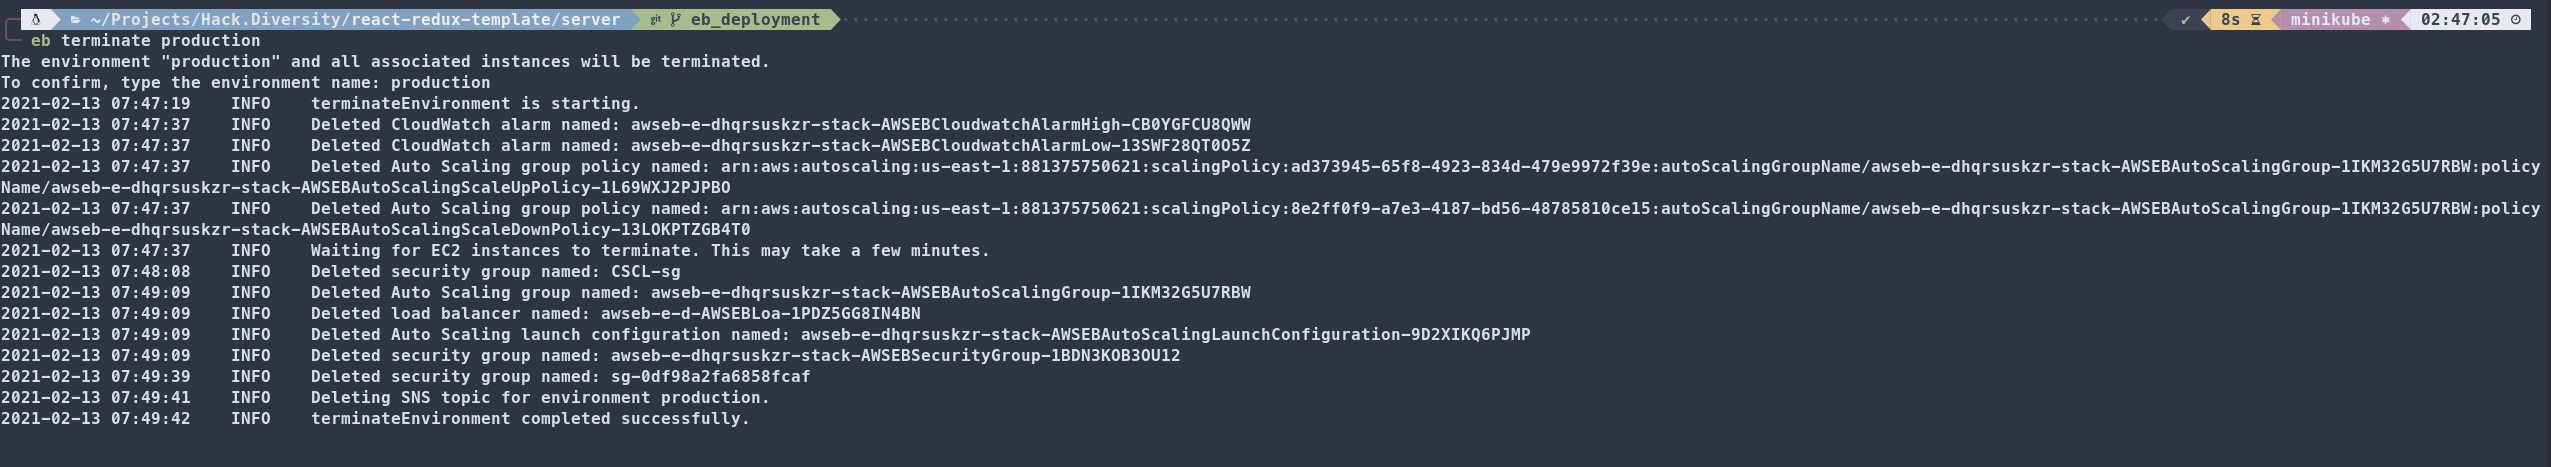 ~/Projects/Hack.Diversity/react-redux-template/server git eb_deployment ✔ 8s minikube 02:47:05
eb terminate production
The environment "production" and all associated instances will be terminated.
To confirm, type the environment name: production
2021-02-13 07:47:19    INFO    terminateEnvironment is starting.
2021-02-13 07:47:37    INFO    Deleted CloudWatch alarm named: awseb-e-dhqrsuskzr-stack-AWSEBCloudwatchAlarmHigh-CB0YGFCU8QWW
2021-02-13 07:47:37    INFO    Deleted CloudWatch alarm named: awseb-e-dhqrsuskzr-stack-AWSEBCloudwatchAlarmLow-13SWF28QT0O5Z
2021-02-13 07:47:37    INFO    Deleted Auto Scaling group policy named: arn:aws:autoscaling:us-east-1:881375750621:scalingPolicy:ad373945-65f8-4923-834d-479e9972f39e:autoScalingGroupName/awseb-e-dhqrsuskzr-stack-AWSEBAutoScalingGroup-1IKM32G5U7RBW:policy
Name/awseb-e-dhqrsuskzr-stack-AWSEBAutoScalingScaleUpPolicy-1L69WXJ2PJPBO
2021-02-13 07:47:37    INFO    Deleted Auto Scaling group policy named: arn:aws:autoscaling:us-east-1:881375750621:scalingPolicy:8e2ff0f9-a7e3-4187-bd56-48785810ce15:autoScalingGroupName/awseb-e-dhqrsuskzr-stack-AWSEBAutoScalingGroup-1IKM32G5U7RBW:policy
Name/awseb-e-dhqrsuskzr-stack-AWSEBAutoScalingScaleDownPolicy-13LOKPTZGB4T0
2021-02-13 07:47:37    INFO    Waiting for EC2 instances to terminate. This may take a few minutes.
2021-02-13 07:48:08    INFO    Deleted security group named: CSCL-sg
2021-02-13 07:49:09    INFO    Deleted Auto Scaling group named: awseb-e-dhqrsuskzr-stack-AWSEBAutoScalingGroup-1IKM32G5U7RBW
2021-02-13 07:49:09    INFO    Deleted load balancer named: awseb-e-d-AWSEBLoa-1PDZ5GG8IN4BN
2021-02-13 07:49:09    INFO    Deleted Auto Scaling launch configuration named: awseb-e-dhqrsuskzr-stack-AWSEBAutoScalingLaunchConfiguration-9D2XIKQ6PJMP
2021-02-13 07:49:09    INFO    Deleted security group named: awseb-e-dhqrsuskzr-stack-AWSEBSecurityGroup-1BDN3KOB3OU12
2021-02-13 07:49:39    INFO    Deleted security group named: sg-0df98a2fa6858fcaf
2021-02-13 07:49:41    INFO    Deleting SNS topic for environment production.
2021-02-13 07:49:42    INFO    terminateEnvironment completed successfully.